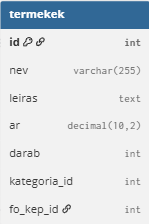 termekek
id int
nev varchar(255)
leiras text
ar decimal(10,2)
darab int
kategoria_id int
fo_kep_id int